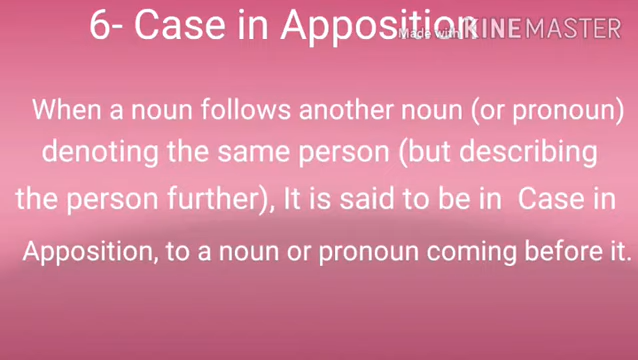 6- Case in Apposition
Made with KINEMASTER
When a noun follows another noun (or pronoun)
denoting the same person (but describing
the person further), It is said to be in Case in
Apposition, to a noun or pronoun coming before it.